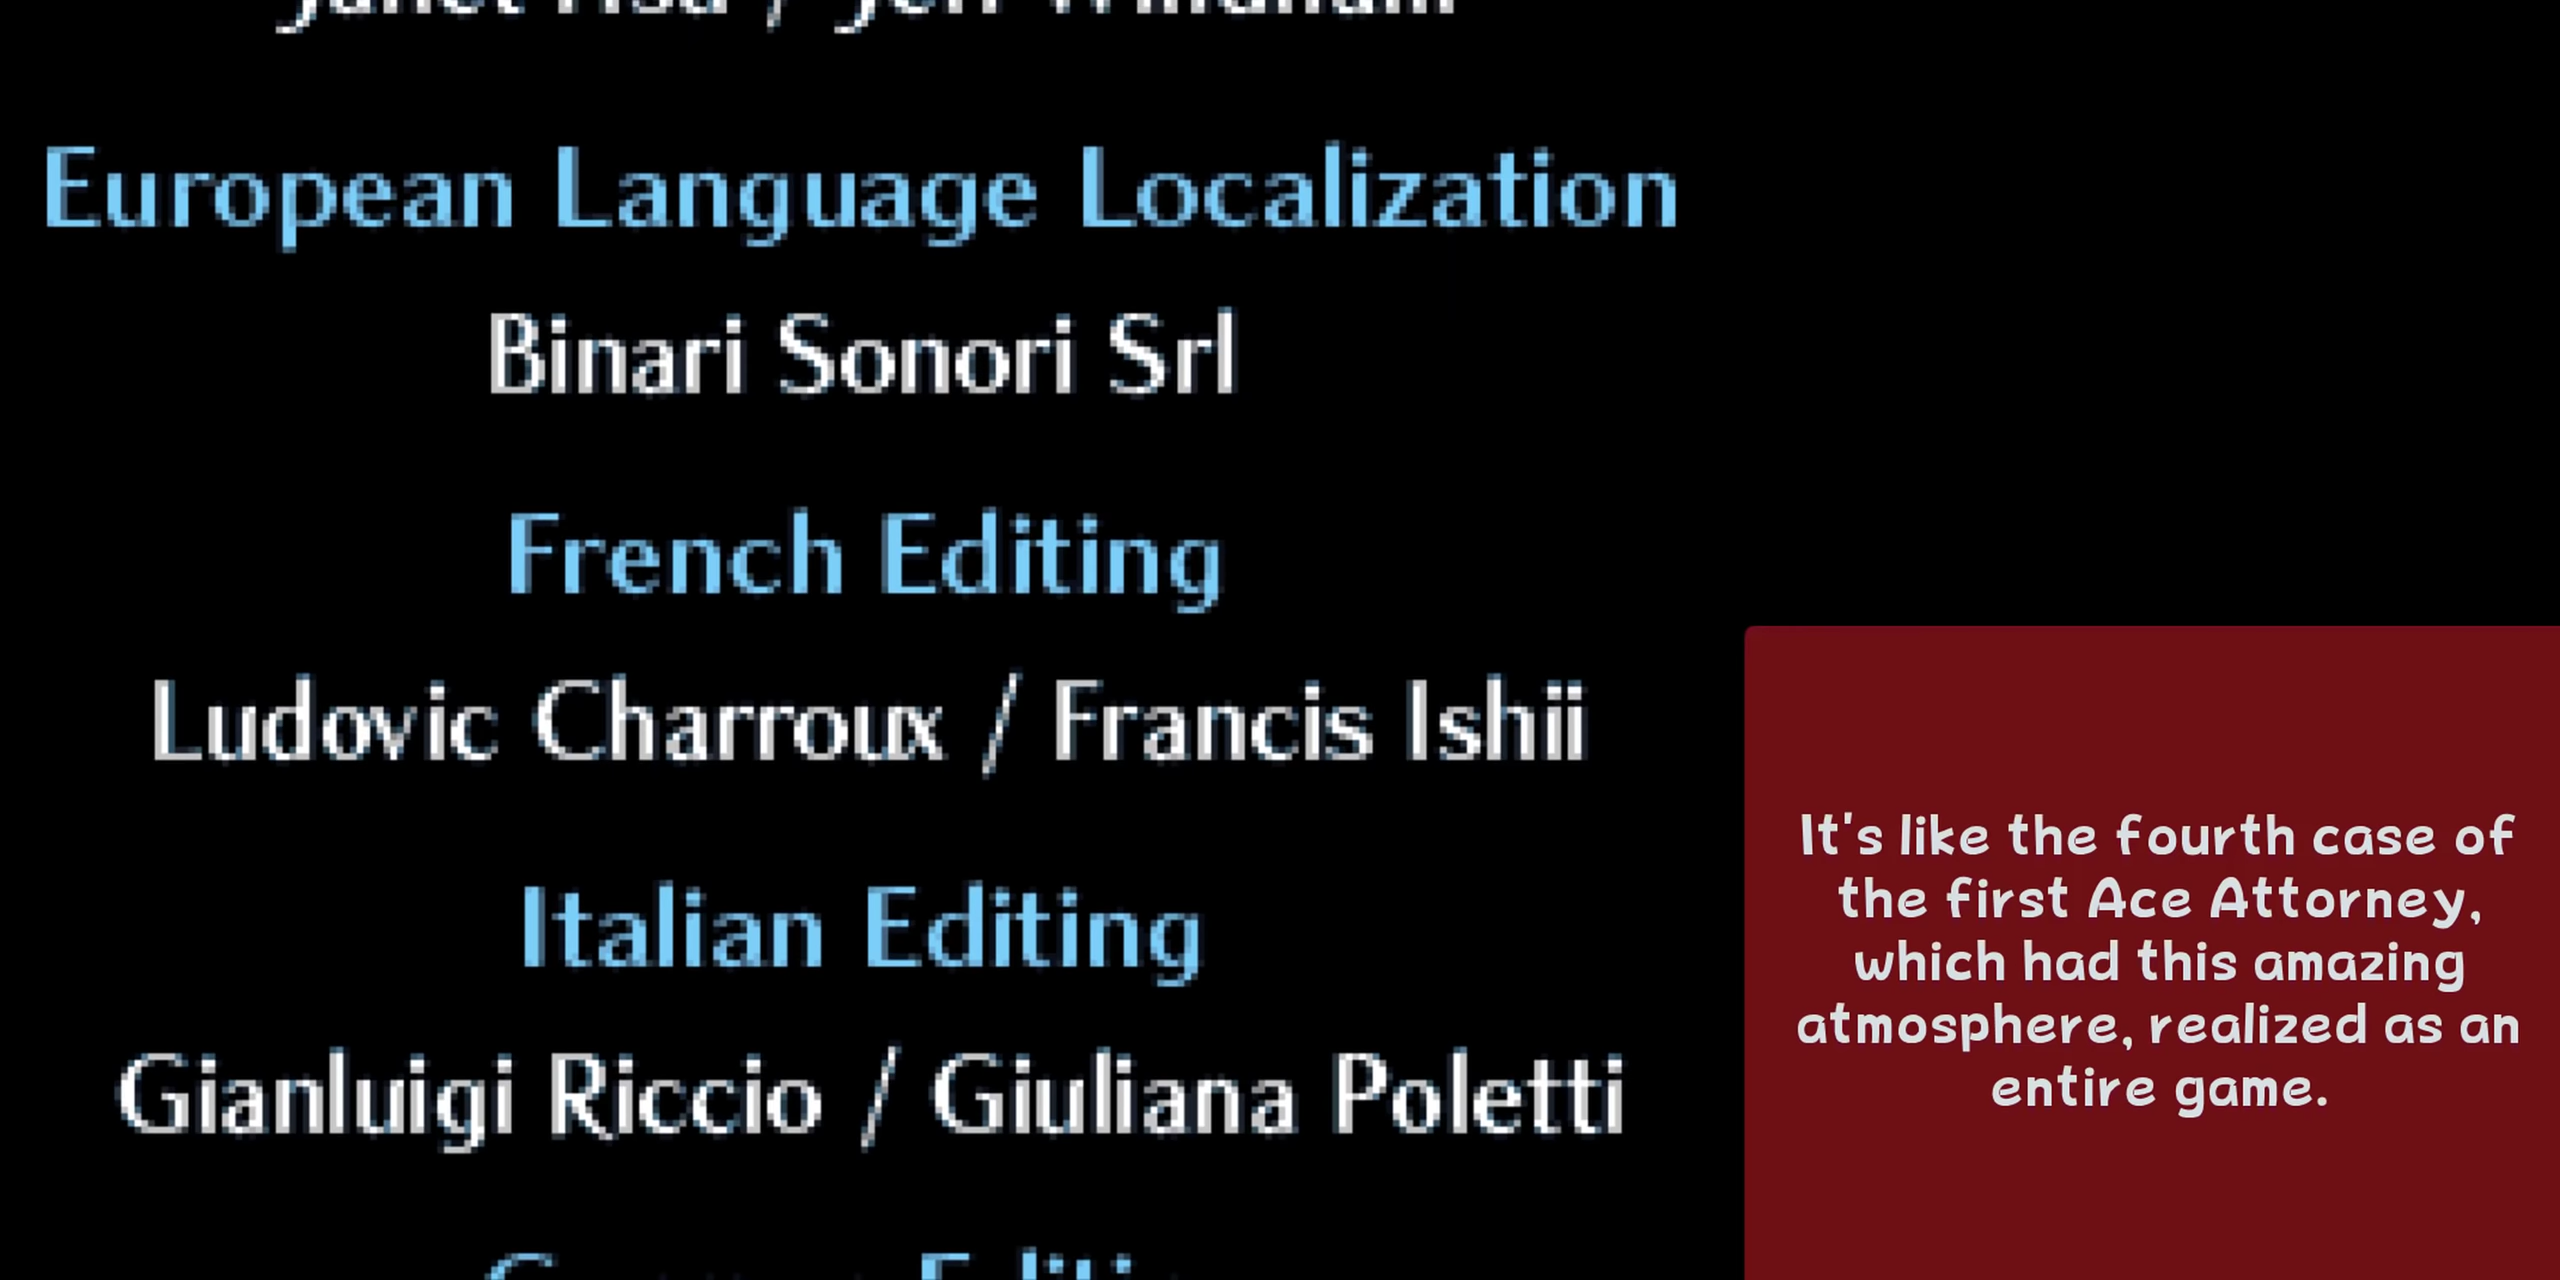 European Language Localization
Binari Sonori Srl
French Editing
Ludovic Charroux / Francis Ishii
Italian Editing
Gianluigi Riccio / Giuliana Poletti
It's like the fourth case of
the first Ace Attorney,
which had this amazing
atmosphere, realized as an
entire game.